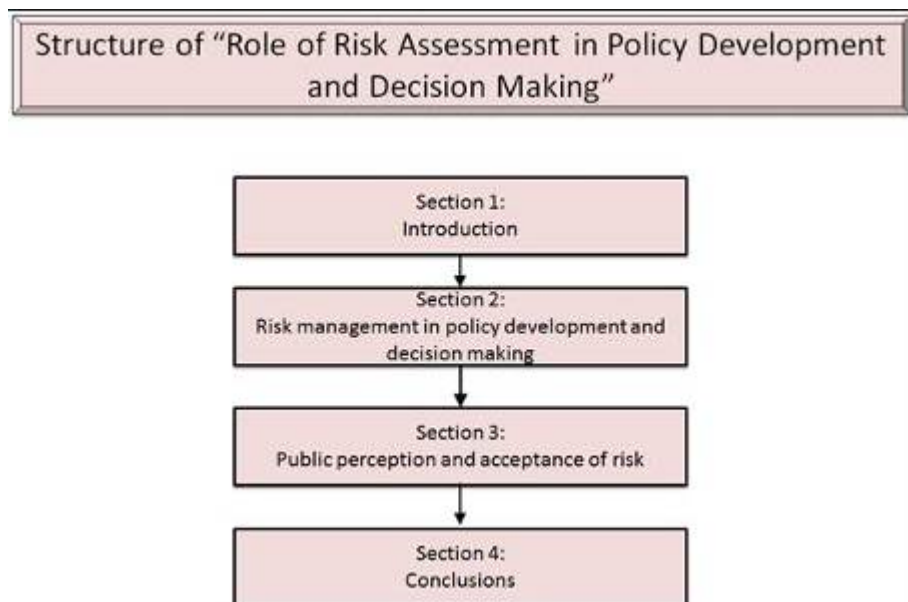 Structure of “Role of Risk Assessment in Policy Development
and Decision Making”
Section 1:
Introduction
Section 2:
Risk management in policy development and
decision making
Section 3:
Public perception and acceptance of risk
Section 4:
Conclusions